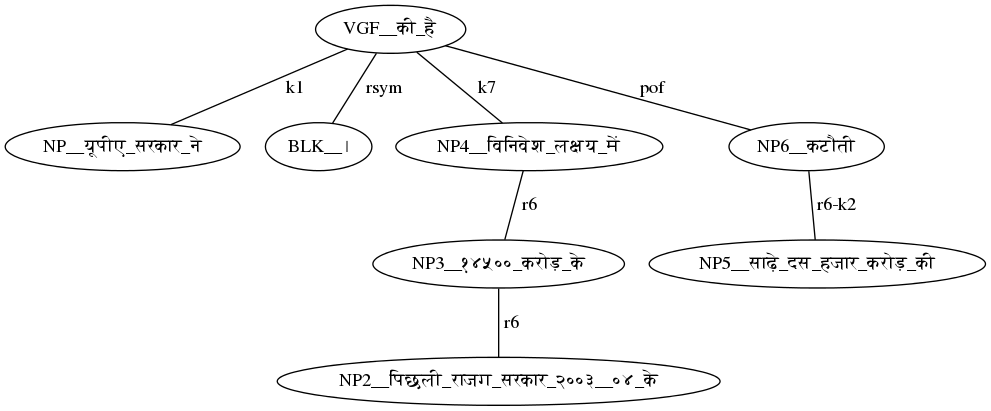 VGF__की_है
k1 rsym k7 pof
NP__यूपीए_सरकार_ने BLK__। NP4__विनिवेश_लक्षय_में NP6__कटौती
r6 r6-k2
NP3__१४५००_करोड़_के NP5__साढ़े_दस_हजार_करोड़_की
r6
NP2__पिछली_राजग_सरकार_२००३__०४_के